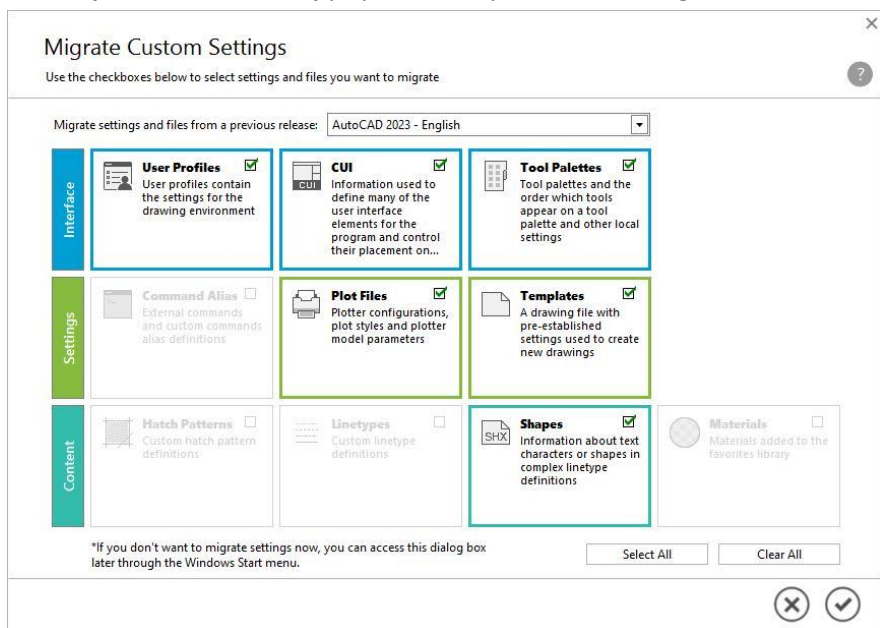 Migrate Custom Settings
Use the checkboxes below to select settings and files you want to migrate
?
Migrate settings and files from a previous release: AutoCAD 2023 - English
Interface
User Profiles
User profiles contain
the settings for the
drawing environment
CUI
CUI
Information used to
define many of the
user interface
elements for the
program and control
their placement on...
Tool Palettes
Tool palettes and the
order which tools
appear on a tool
palette and other local
settings
Settings
Command Alias
External commands
and custom commands
alias definitions
Plot Files
Plotter configurations,
plot styles and plotter
model parameters
Templates
A drawing file with
pre-established
settings used to create
new drawings
Content
Hatch Patterns
Custom hatch pattern
definitions
Linetypes
Custom linetype
definitions
SHX
Shapes
Information about text
characters or shapes in
complex linetype
definitions
Materials
Materials added to the
favorites library
*If you don't want to migrate settings now, you can access this dialog box
later through the Windows Start menu.
Select All
Clear All